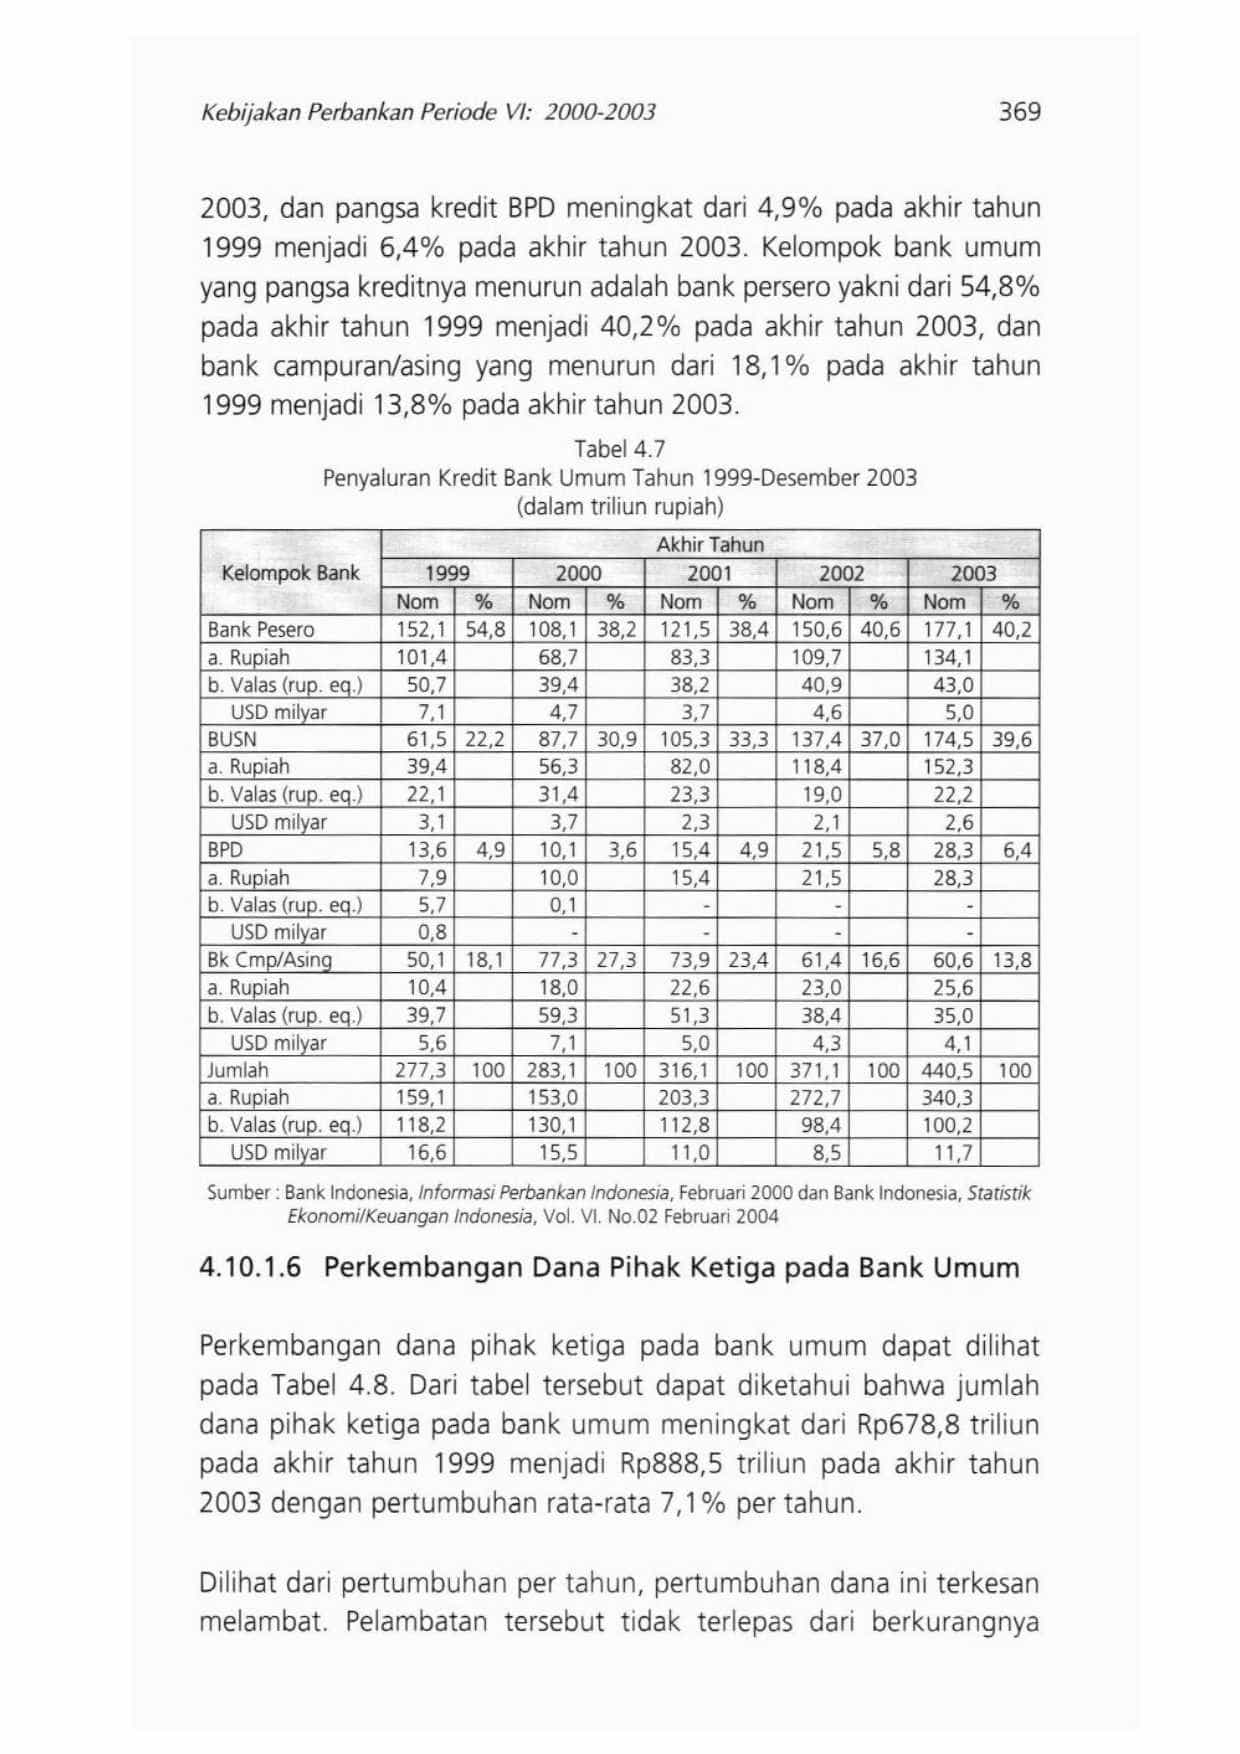 Kebijakan Perbankan Periode VI: 2000-2003 369
2003, dan pangsa kredit BPD meningkat dari 4,9% pada akhir tahun
1999 menjadi 6,4% pada akhir tahun 2003. Kelompok bank umum
yang pangsa kreditnya menurun adalah bank persero yakni dari 54,8%
pada akhir tahun 1999 menjadi 40,2% pada akhir tahun 2003, dan
bank campuran/asing yang menurun dari 18,1% pada akhir tahun
1999 menjadi 13,8% pada akhir tahun 2003.
Tabel 4.7
Penyaluran Kredit Bank Umum Tahun 1999-Desember 2003
(dalam triliun rupiah)
Akhir Tahun
Kelompok Bank 1999 2000 2001 2002 2003
Nom % Nom % Nom % Nom % Nom %
Bank Pesero 152,1 54,8 108,1 38,2 121,5 38,4 150,6 40,6 177,1 40,2
a. Rupiah 101,4 68,7 83,3 109,7 134,1
b. Valas (rup. eq.) 50,7 39,4 38,2 40,9 43,0
USD milyar 7,1 4,7 3,7 4,6 5,0
BUSN 61,5 22,2 87,7 30,9 105,3 33,3 137,4 37,0 174,5 39,6
a. Rupiah 39,4 56,3 82,0 118,4 152,3
b. Valas (rup. eq.) 22,1 31,4 23,3 19,0 22,2
USD milyar 3,1 3,7 2,3 2,1 2,6
BPD 13,6 4,9 10,1 3,6 15,4 4,9 21,5 5,8 28,3 6,4
a. Rupiah 7,9 10,0 15,4 21,5 28,3
b. Valas (rup. eq.) 5,7 0,1 - - -
USD milyar 0,8 - - - -
Bk Cmp/Asing 50,1 18,1 77,3 27,3 73,9 23,4 61,4 16,6 60,6 13,8
a. Rupiah 10,4 18,0 22,6 23,0 25,6
b. Valas (rup. eq.) 39,7 59,3 51,3 38,4 35,0
USD milyar 5,6 7,1 5,0 4,3 4,1
Jumlah 277,3 100 283,1 100 316,1 100 371,1 100 440,5 100
a. Rupiah 159,1 153,0 203,3 272,7 340,3
b. Valas (rup. eq.) 118,2 130,1 112,8 98,4 100,2
USD milyar 16,6 15,5 11,0 8,5 11,7
Sumber : Bank Indonesia, Informasi Perbankan Indonesia, Februari 2000 dan Bank Indonesia, Statistik
Ekonomi/Keuangan Indonesia, Vol. VI. No.02 Februari 2004
4.10.1.6 Perkembangan Dana Pihak Ketiga pada Bank Umum
Perkembangan dana pihak ketiga pada bank umum dapat dilihat
pada Tabel 4.8. Dari tabel tersebut dapat diketahui bahwa jumlah
dana pihak ketiga pada bank umum meningkat dari Rp678,8 triliun
pada akhir tahun 1999 menjadi Rp888,5 triliun pada akhir tahun
2003 dengan pertumbuhan rata-rata 7,1% per tahun.
Dilihat dari pertumbuhan per tahun, pertumbuhan dana ini terkesan
melambat. Pelambatan tersebut tidak terlepas dari berkurangnya